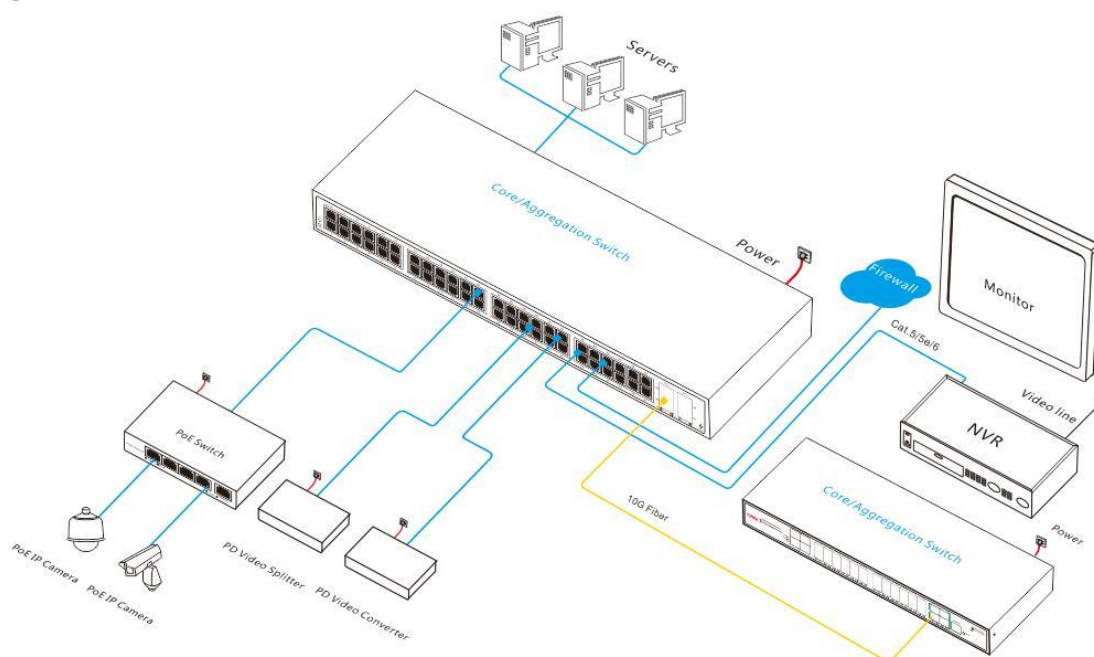 Servers
Core/Aggregation Switch
Power
Firewall
Monitor
Cat.5/5e/6
Video line
NVR
PoE Switch
10G Fiber
Core/Aggregation Switch
Power
PoE IP Camera
PoE IP Camera
PD Video Splitter
PD Video Converter